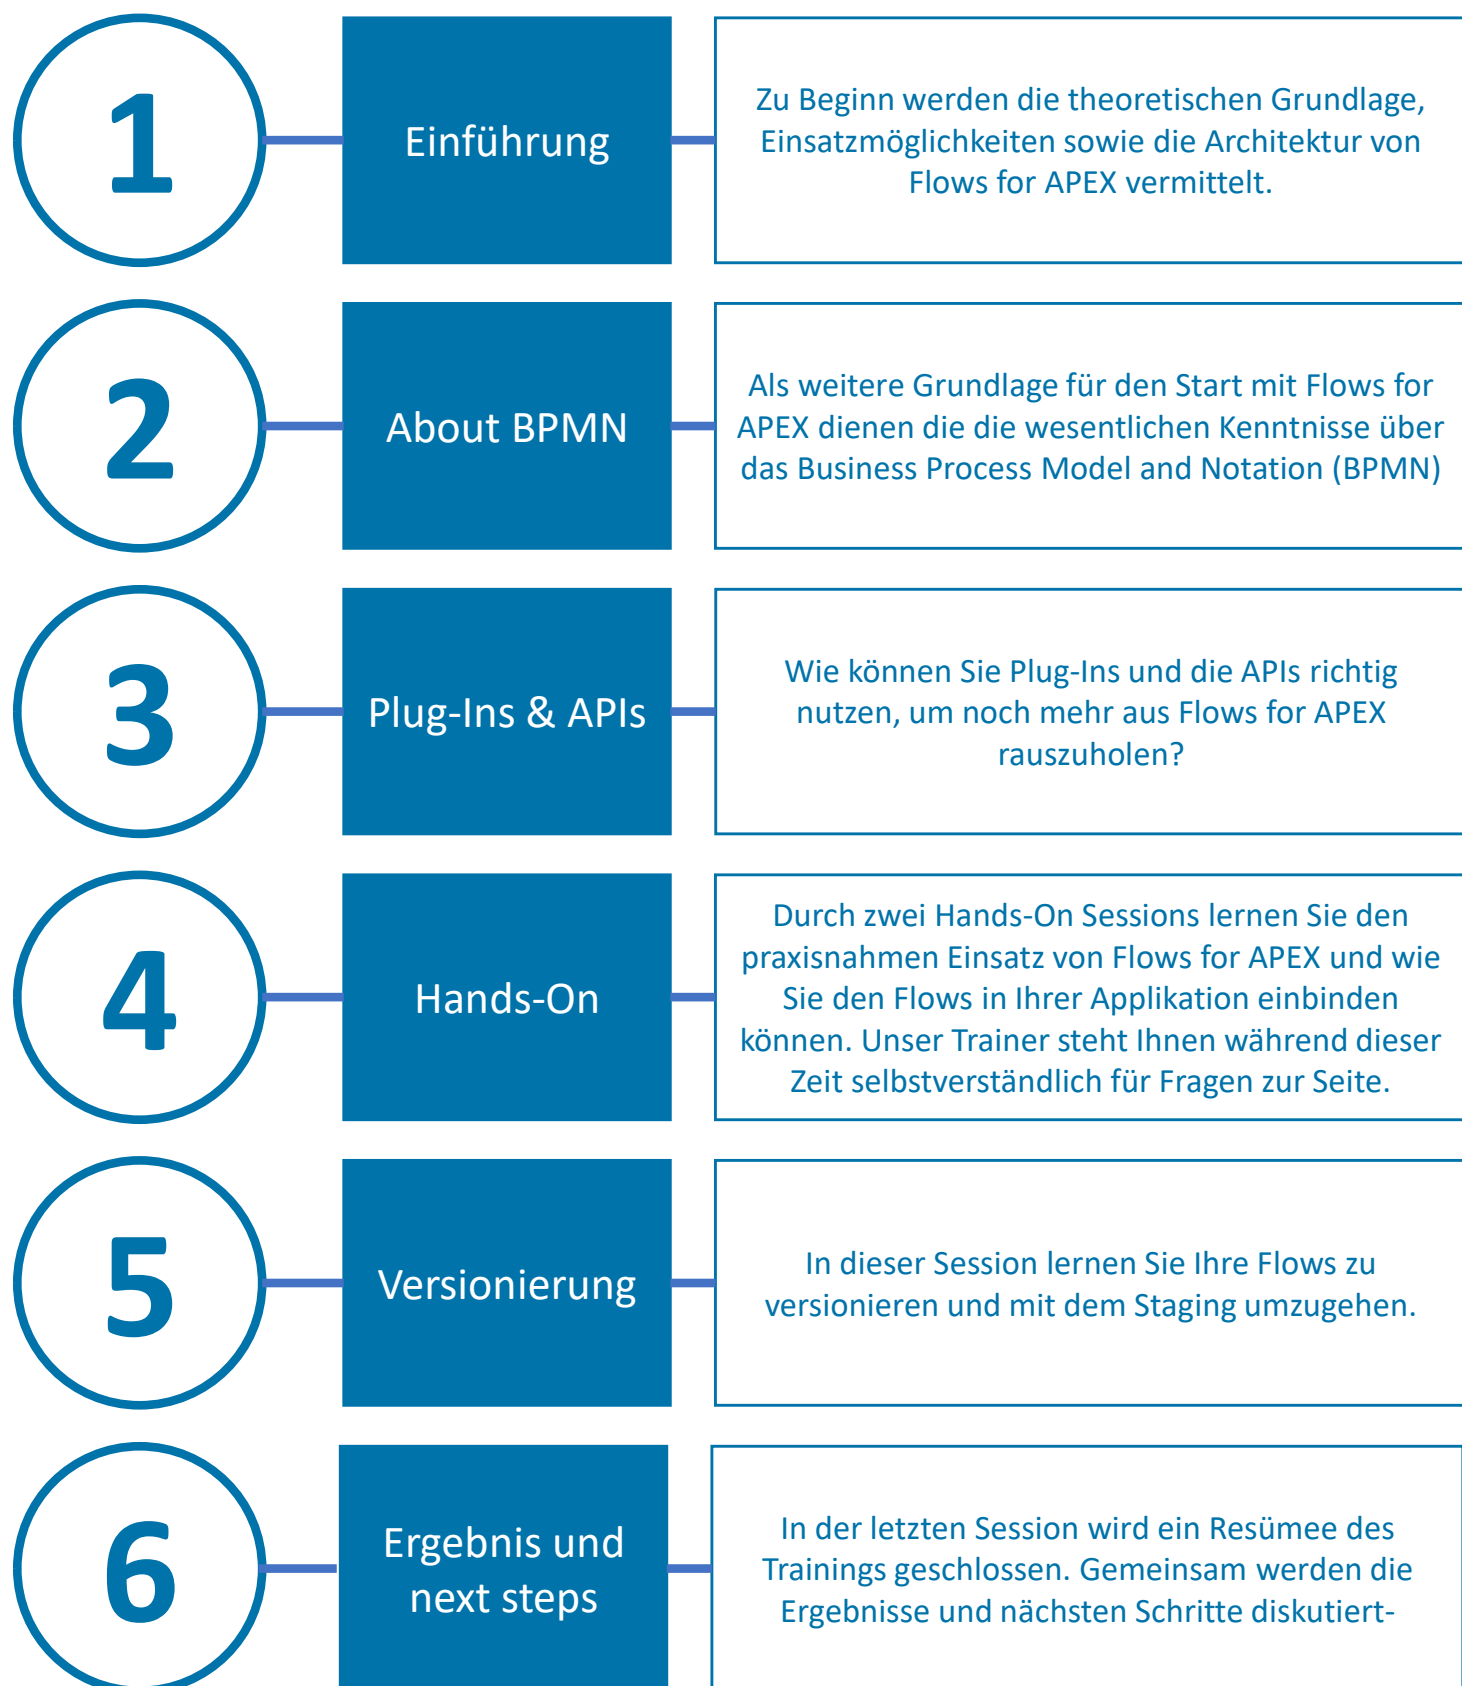 1
Einführung
Zu Beginn werden die theoretischen Grundlage,
Einsatzmöglichkeiten sowie die Architektur von
Flows for APEX vermittelt.
2
About BPMN
Als weitere Grundlage für den Start mit Flows for
APEX dienen die die wesentlichen Kenntnisse über
das Business Process Model and Notation (BPMN)
3
Plug-Ins & APIs
Wie können Sie Plug-Ins und die APIs richtig
nutzen, um noch mehr aus Flows for APEX
rauszuholen?
4
Hands-On
Durch zwei Hands-On Sessions lernen Sie den
praxisnahmen Einsatz von Flows for APEX und wie
Sie den Flows in Ihrer Applikation einbinden
können. Unser Trainer steht Ihnen während dieser
Zeit selbstverständlich für Fragen zur Seite.
5
Versionierung
In dieser Session lernen Sie Ihre Flows zu
versionieren und mit dem Staging umzugehen.
6
Ergebnis und
next steps
In der letzten Session wird ein Resümee des
Trainings geschlossen. Gemeinsam werden die
Ergebnisse und nächsten Schritte diskutiert-